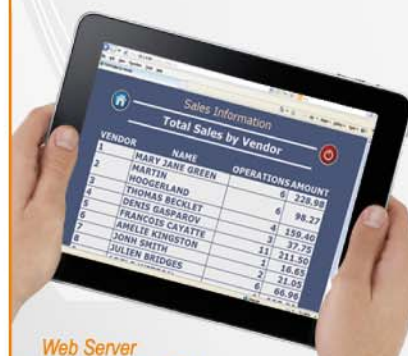 Sales Information
Total Sales by Vendor
VENDOR NAME OPERATIONS AMOUNT
1 MARY JANE GREEN 6 228.98
2 MARTIN
HOOGERLAND 6 98.27
3 THOMAS BECKLET 4 159.40
4 DENIS GASPAROV 3 37.75
5 FRANCOIS CAYATTE 11 211.50
6 AMELIE KINGSTON 1 16.65
7 JONH SMITH 2 21.05
8 JULIEN BRIDGES 6 66.96
Web Server